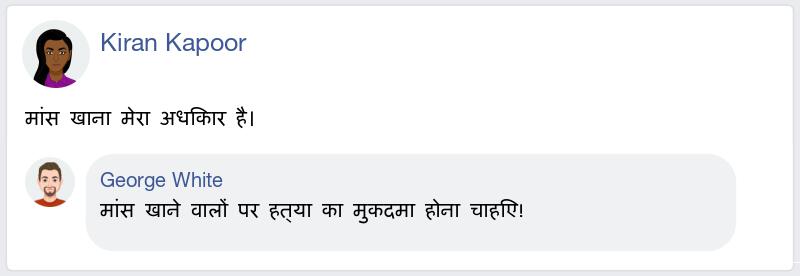 Kiran Kapoor
मांस खाना मेरा अधिकार है।
George White
मांस खाने वालों पर हत्या का मुकदमा होना चाहिए!